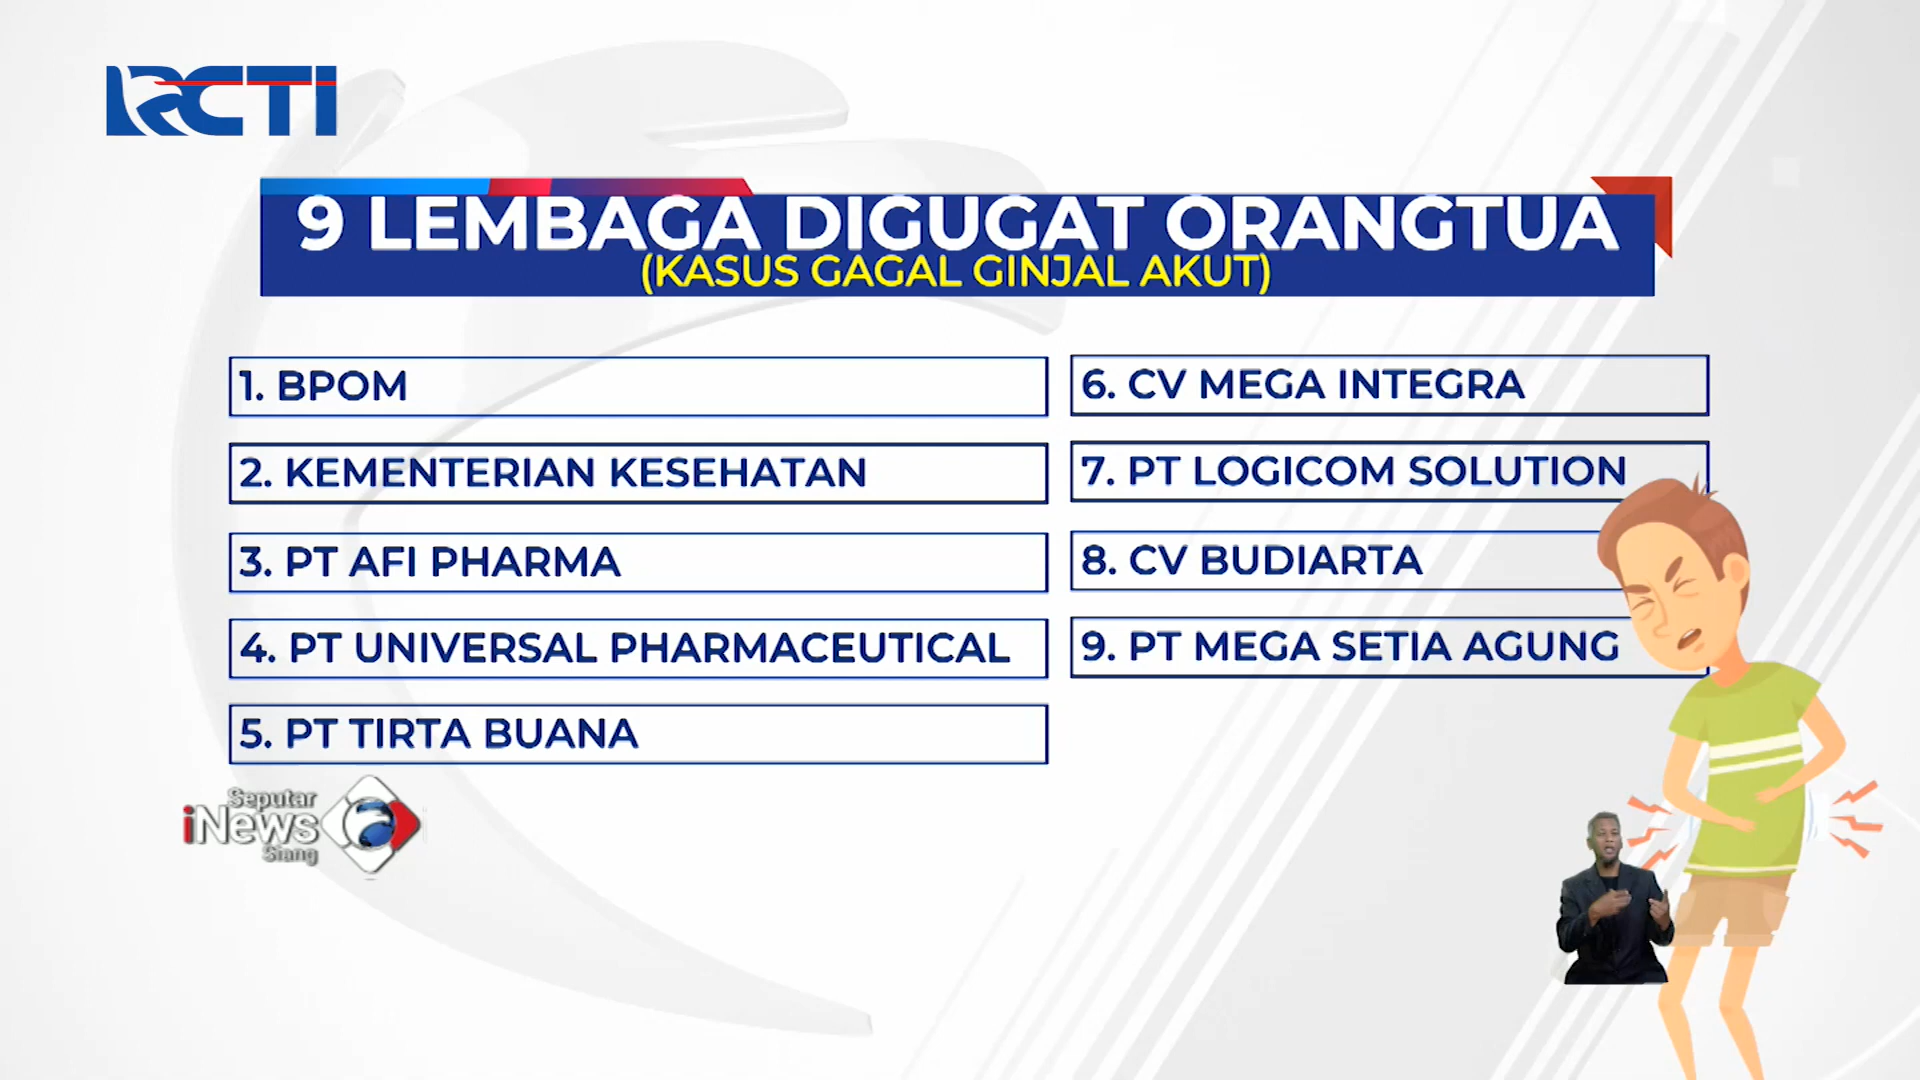 RCTI
9 LEMBAGA DIGUGAT ORANGTUA
(KASUS GAGAL GINJAL AKUT)
1. BPOM
2. KEMENTERIAN KESEHATAN
3. PT AFI PHARMA
4. PT UNIVERSAL PHARMACEUTICAL
5. PT TIRTA BUANA
6. CV MEGA INTEGRA
7. PT LOGICOM SOLUTION
8. CV BUDIARTA
9. PT MEGA SETIA AGUNG
Seputar
iNews
Siang